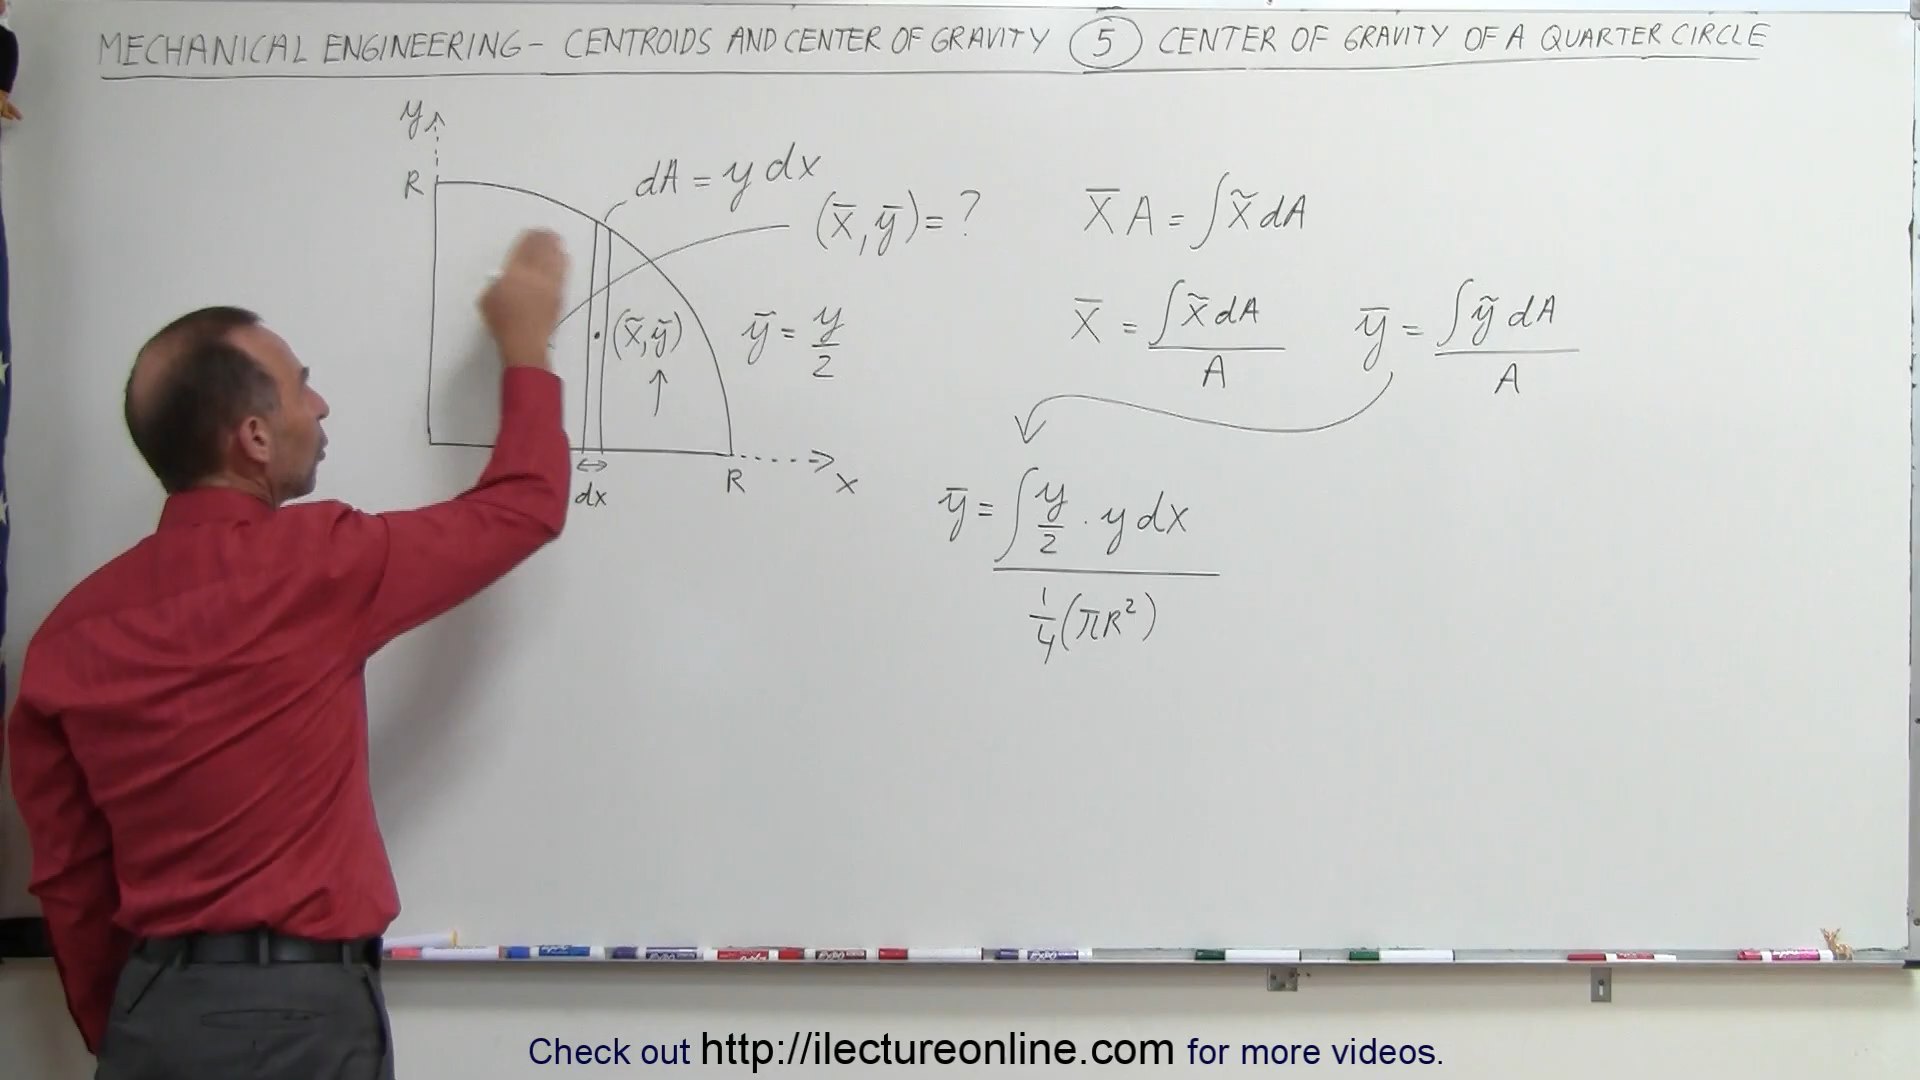 MECHANICAL ENGINEERING - CENTROIDS AND CENTER OF GRAVITY (5) CENTER OF GRAVITY OF A QUARTER CIRCLE
y
R
dA = y dx
(x̄, ȳ) = ?
(x̃, ỹ)
ȳ = y/2
dx
R
x
X̄ A = ∫ x̃ dA
X̄ = ∫ x̃ dA / A
ȳ = ∫ ỹ dA / A
ȳ = ∫ y/2 · y dx / 1/4 (πR²)
Check out http://ilectureonline.com for more videos.